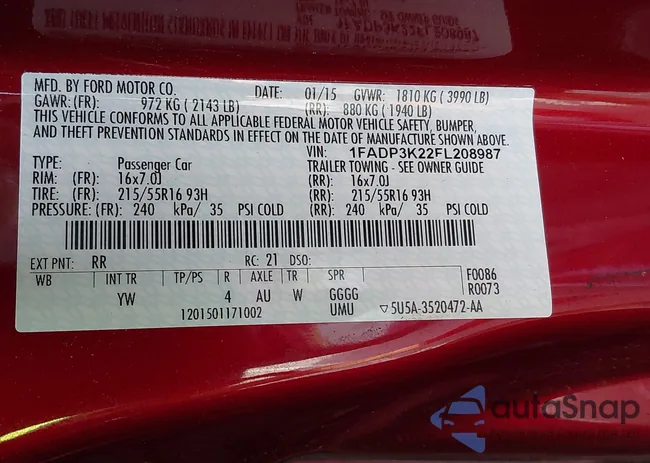 MFD. BY FORD MOTOR CO. DATE: 01/15 GVWR: 1810 KG ( 3990 LB)
GAWR: (FR): 972 KG ( 2143 LB) (RR): 880 KG ( 1940 LB)
THIS VEHICLE CONFORMS TO ALL APPLICABLE FEDERAL MOTOR VEHICLE SAFETY, BUMPER,
AND THEFT PREVENTION STANDARDS IN EFFECT ON THE DATE OF MANUFACTURE SHOWN ABOVE.
VIN: 1FADP3K22FL208987
TYPE: Passenger Car TRAILER TOWING - SEE OWNER GUIDE
RIM: (FR): 16x7.0J (RR): 16x7.0J
TIRE: (FR): 215/55R16 93H (RR): 215/55R16 93H
PRESSURE: (FR): 240 kPa/ 35 PSI COLD (RR): 240 kPa/ 35 PSI COLD
EXT PNT: RR RC: 21 DSO: F0086
WB INT TR TP/PS R AXLE TR SPR R0073
YW 4 AU W GGGG
1201501171002 UMU ▽5U5A-3520472-AA
autoSnap